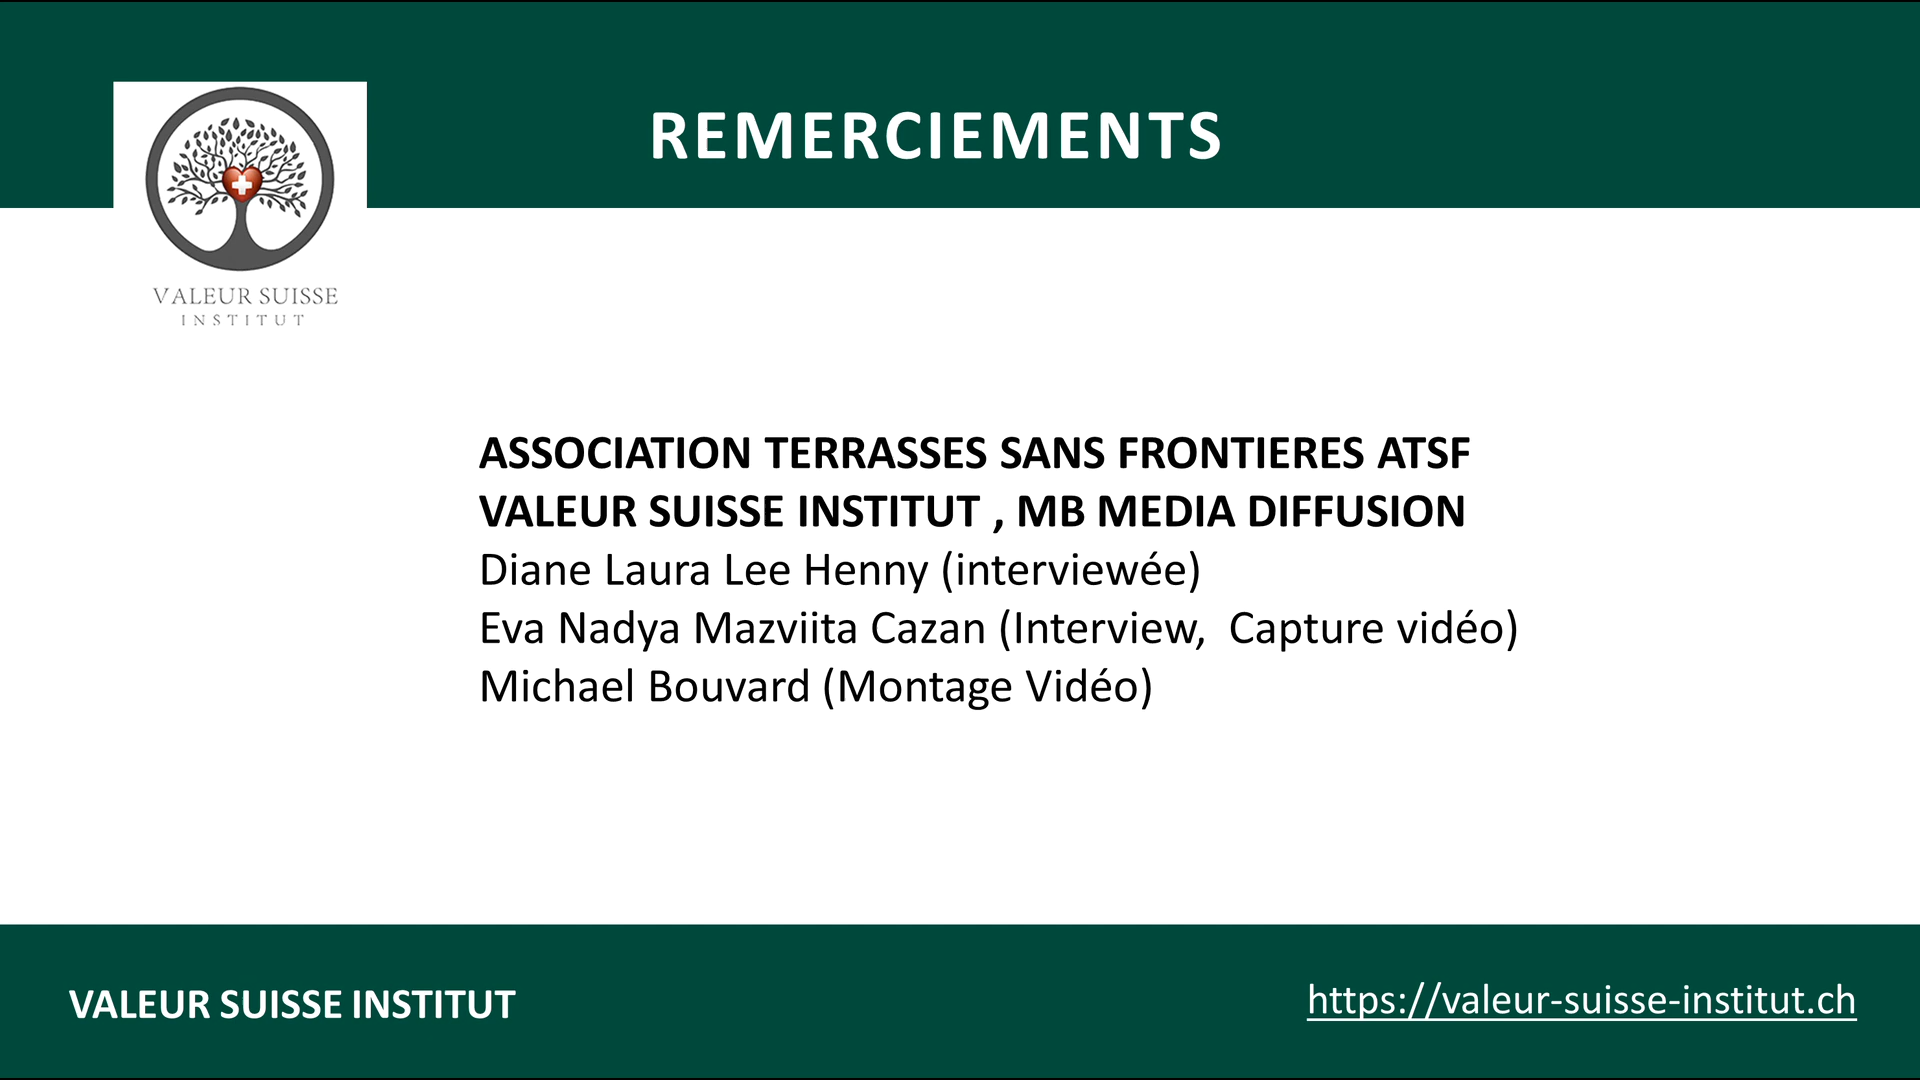 REMERCIEMENTS
VALEUR SUISSE
INSTITUT
ASSOCIATION TERRASSES SANS FRONTIERES ATSF
VALEUR SUISSE INSTITUT , MB MEDIA DIFFUSION
Diane Laura Lee Henny (interviewée)
Eva Nadya Mazviita Cazan (Interview,  Capture vidéo)
Michael Bouvard (Montage Vidéo)
VALEUR SUISSE INSTITUT
https://valeur-suisse-institut.ch